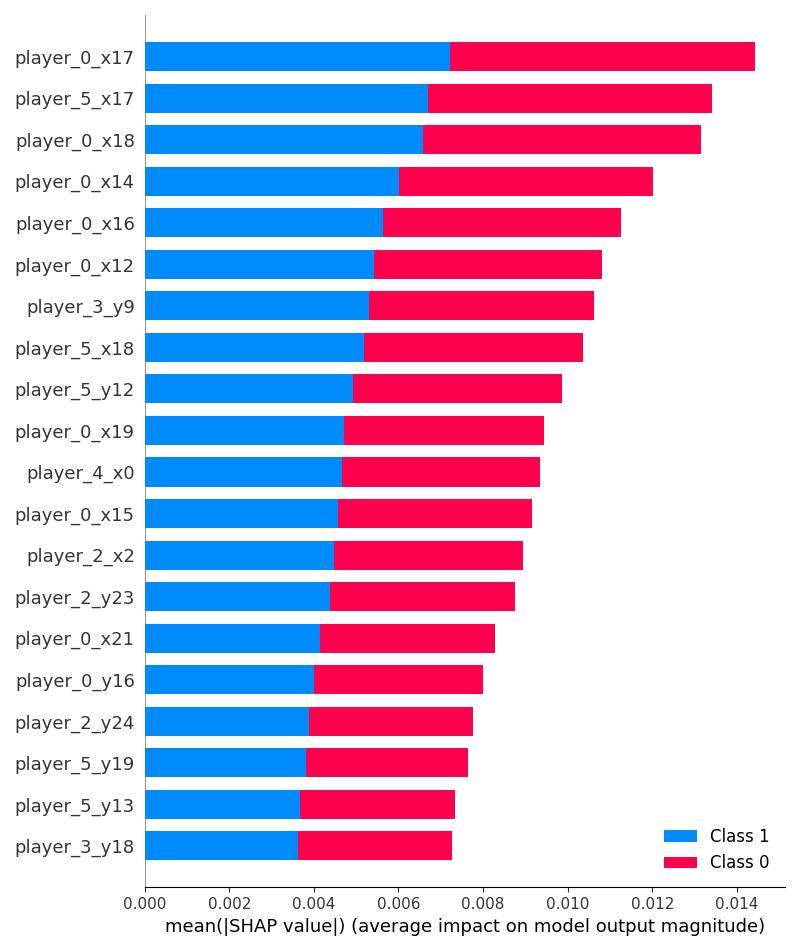 player_0_x17
player_5_x17
player_0_x18
player_0_x14
player_0_x16
player_0_x12
player_3_y9
player_5_x18
player_5_y12
player_0_x19
player_4_x0
player_0_x15
player_2_x2
player_2_y23
player_0_x21
player_0_y16
player_2_y24
player_5_y19
player_5_y13
player_3_y18
Class 1
Class 0
0.000 0.002 0.004 0.006 0.008 0.010 0.012 0.014
mean(|SHAP value|) (average impact on model output magnitude)